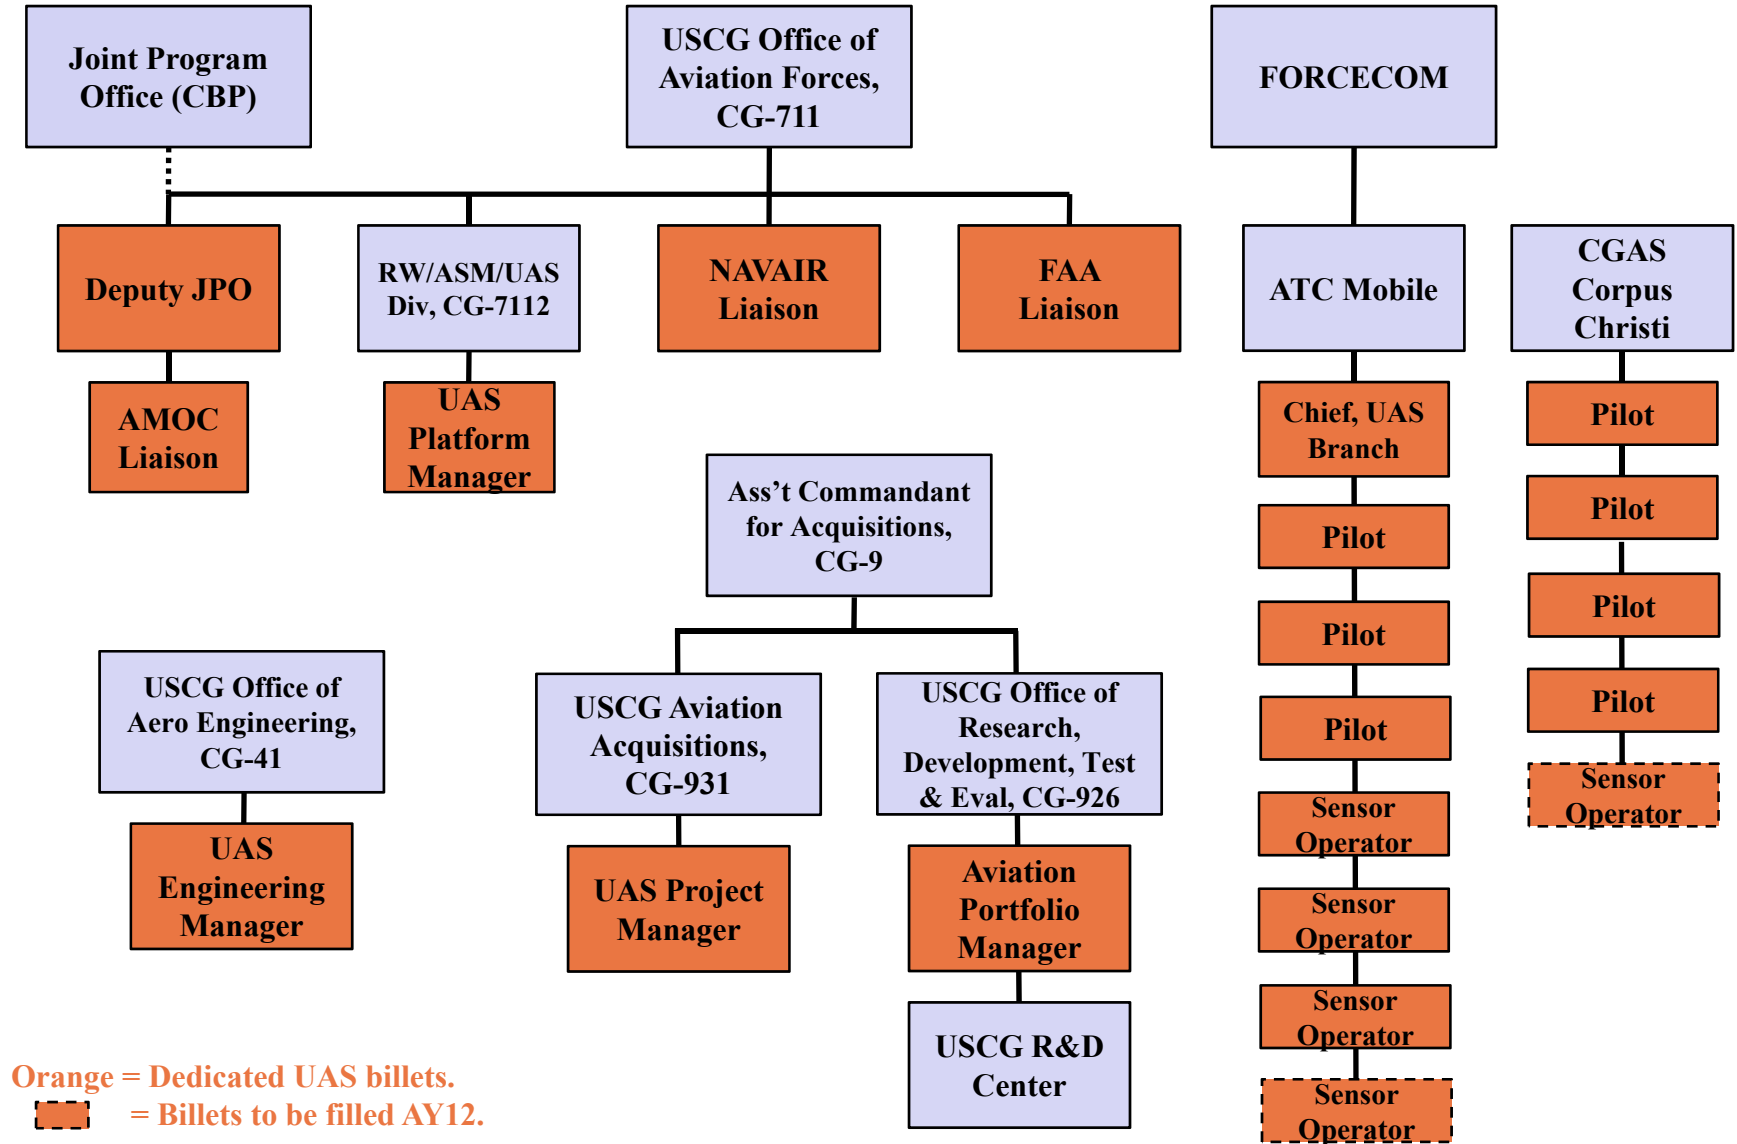 Joint Program
Office (CBP)
USCG Office of
Aviation Forces,
CG-711
FORCECOM
Deputy JPO
RW/ASM/UAS
Div, CG-7112
NAVAIR
Liaison
FAA
Liaison
ATC Mobile
CGAS
Corpus
Christi
AMOC
Liaison
UAS
Platform
Manager
Chief, UAS
Branch
Pilot
Pilot
Pilot
Sensor
Operator
Sensor
Operator
Sensor
Operator
Sensor
Operator
Pilot
Pilot
Pilot
Pilot
Sensor
Operator
Ass’t Commandant
for Acquisitions,
CG-9
USCG Office of
Aero Engineering,
CG-41
UAS
Engineering
Manager
USCG Aviation
Acquisitions,
CG-931
UAS Project
Manager
USCG Office of
Research,
Development, Test
& Eval, CG-926
Aviation
Portfolio
Manager
USCG R&D
Center
Orange = Dedicated UAS billets.
= Billets to be filled AY12.